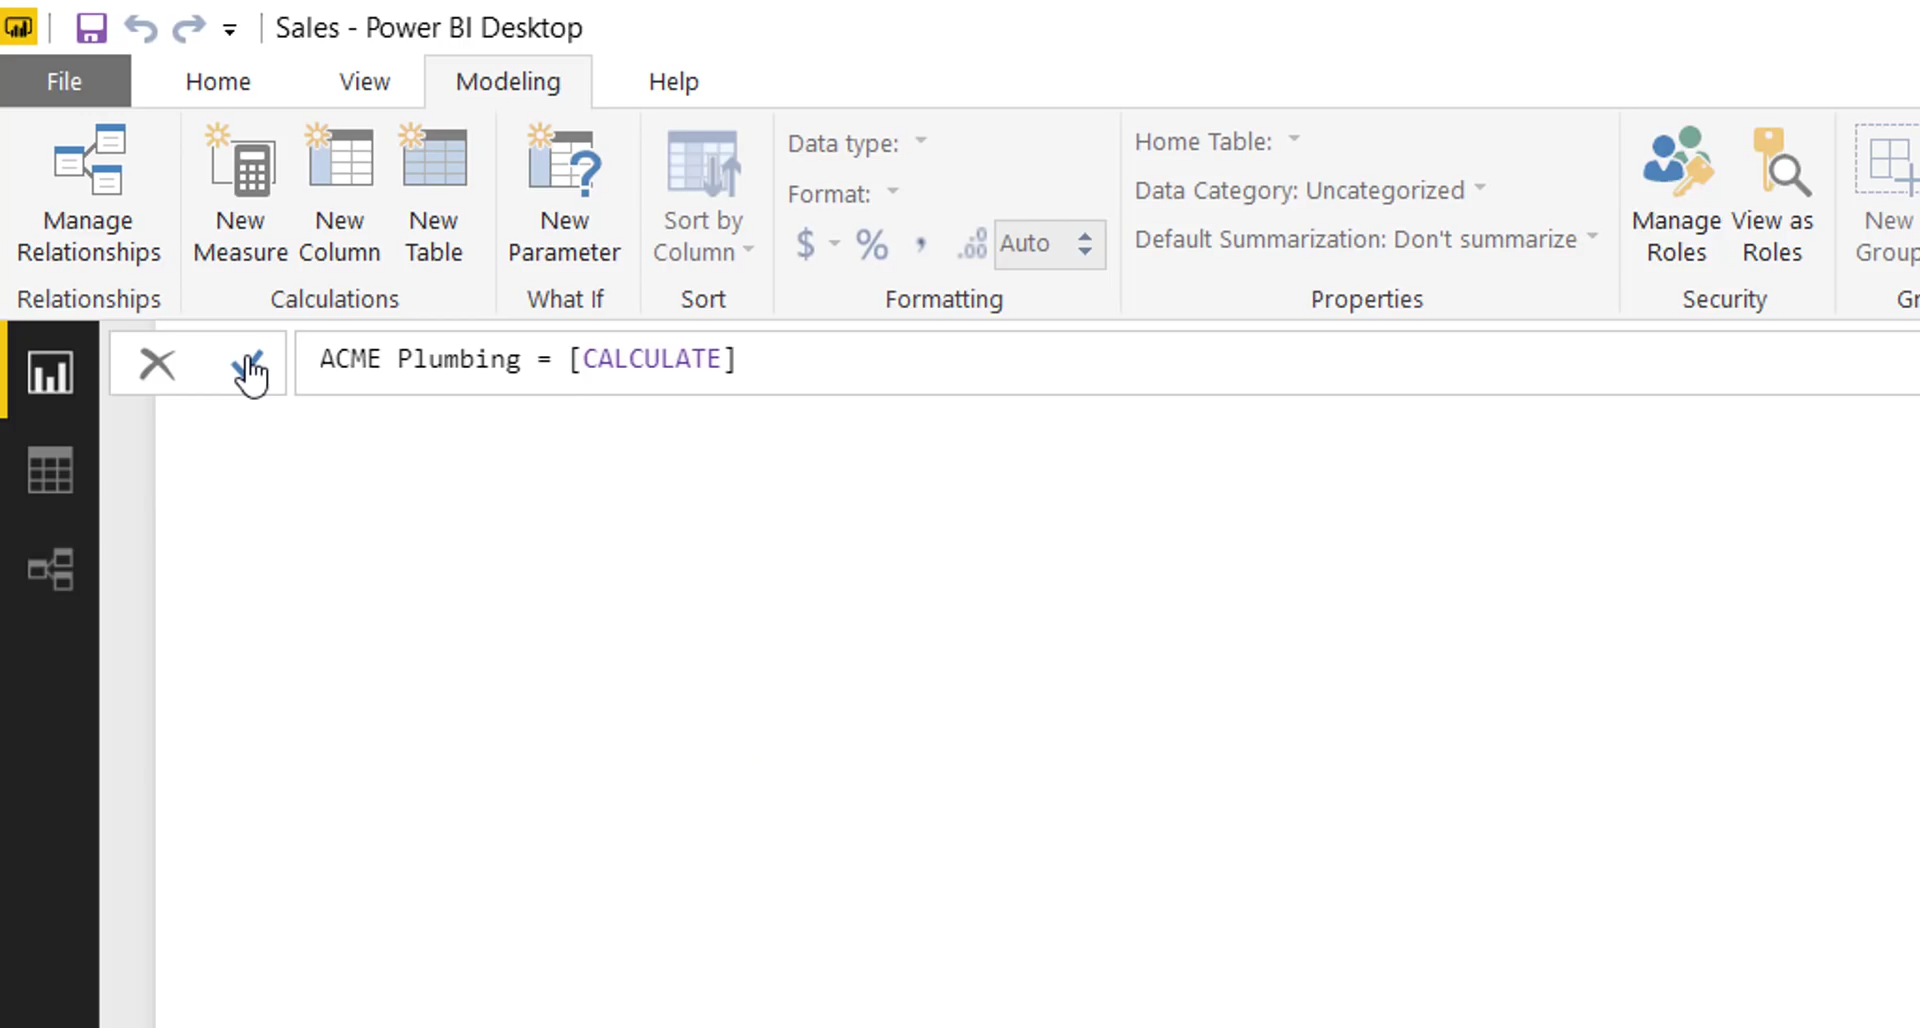 Sales - Power BI Desktop
File Home View Modeling Help
Manage Relationships
New Measure
New Column
New Table
New Parameter
Sort by Column
Data type:
Format:
$ % , .00 Auto
Home Table:
Data Category: Uncategorized
Default Summarization: Don't summarize
Manage Roles
View as Roles
New
Relationships Calculations What If Sort Formatting Properties Security
ACME Plumbing = [CALCULATE]